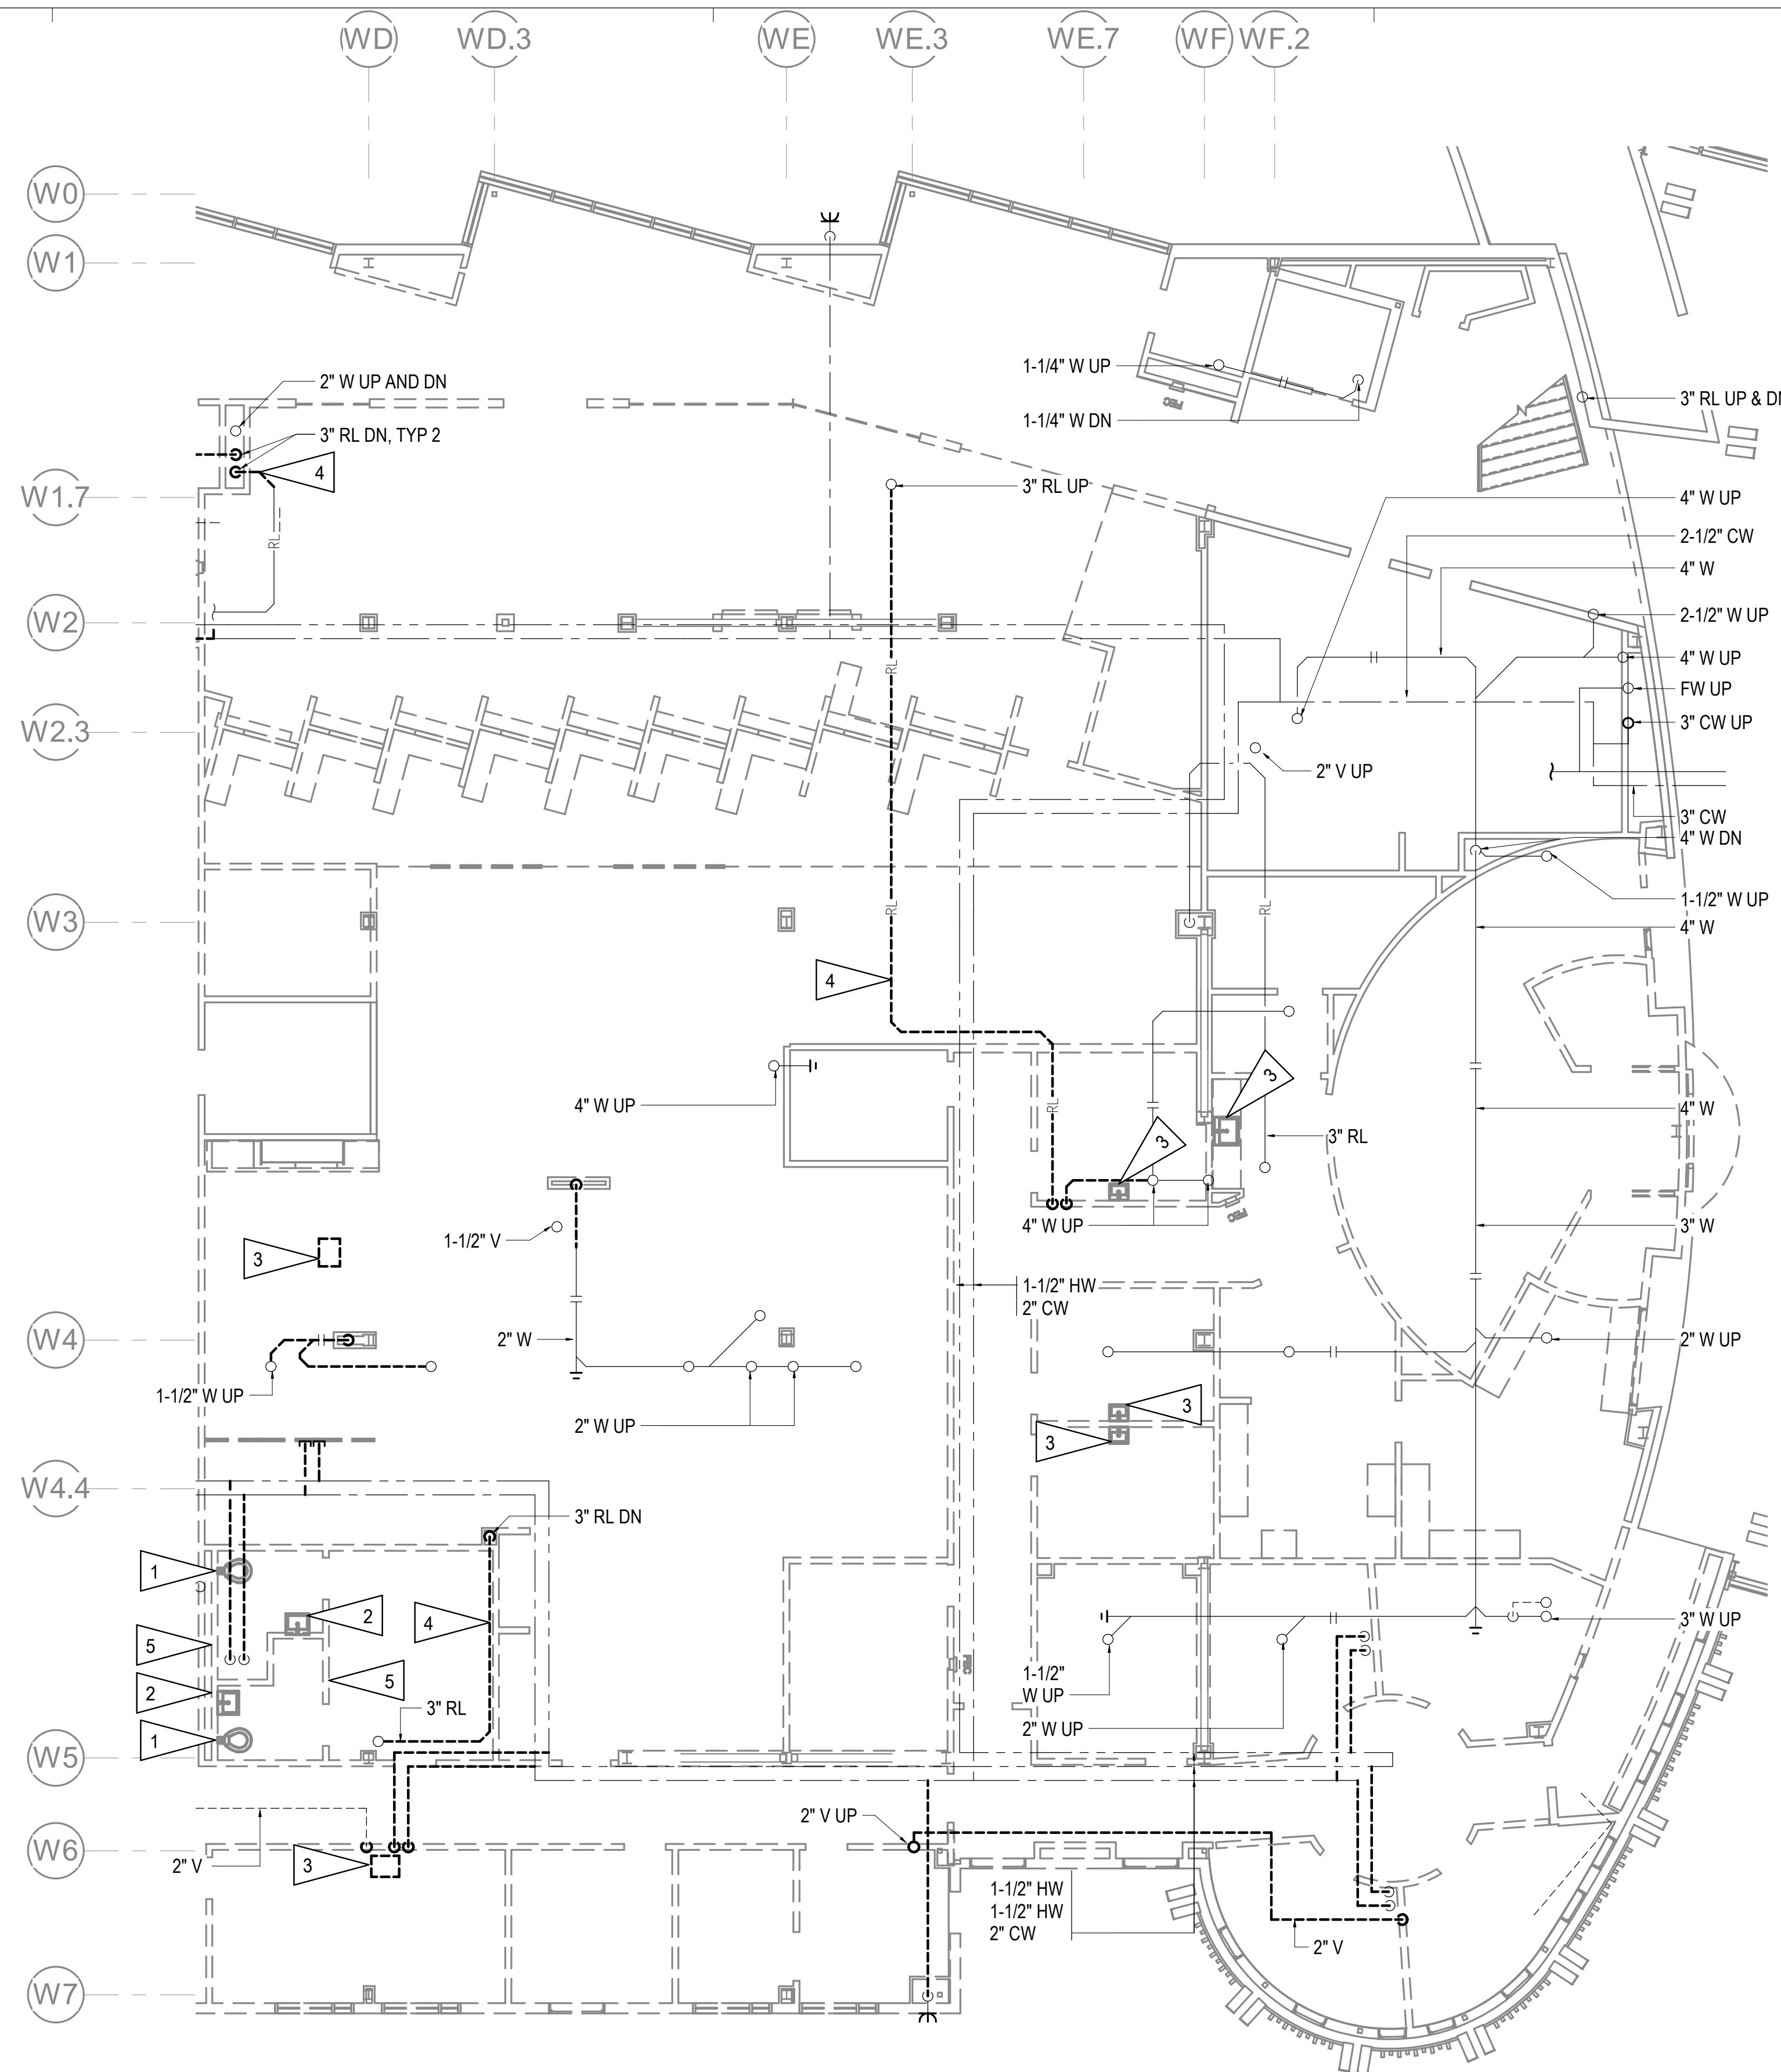 WD WD.3 WE WE.3 WE.7 WF WF.2
W0
W1
1-1/4" W UP
2" W UP AND DN
3" RL UP &
1-1/4" W DN
3" RL DN, TYP 2
4
W1.7
3" RL UP
4" W UP
2-1/2" CW
RL
4" W
W2
2-1/2" W UP
RL
4" W UP
FW UP
W2.3
3" CW UP
2" V UP
3" CW
4" W DN
1-1/2" W UP
RL
RL
W3
4" W
4
3
4" W UP
RL
4" W
3" RL
3
4" W UP
3" W
1-1/2" V
3
1-1/2" HW
2" CW
W4
2" W
2" W UP
1-1/2" W UP
3
2" W UP
3
W4.4
3" RL DN
1
2
4
3" W UP
5
FEC
1-1/2"
W UP
5
2
3" RL
2" W UP
1
W5
2" V UP
W6
2" V
3
1-1/2" HW
1-1/2" HW
2" CW
2" V
W7
FEC
FEC